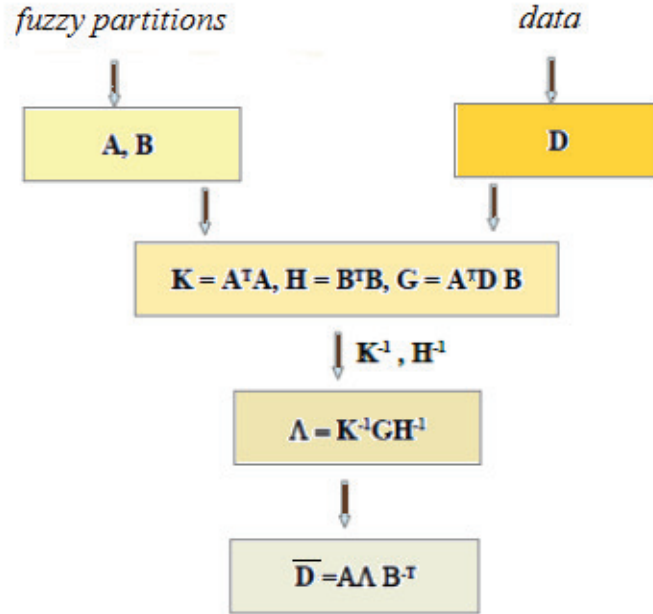 fuzzy partitions data
A, B D
K = AᵀA, H = BᵀB, G = AᵀD B
K⁻¹ , H⁻¹
Λ = K⁻¹GH⁻¹
D̅ =AΛ B⁻ᵀ